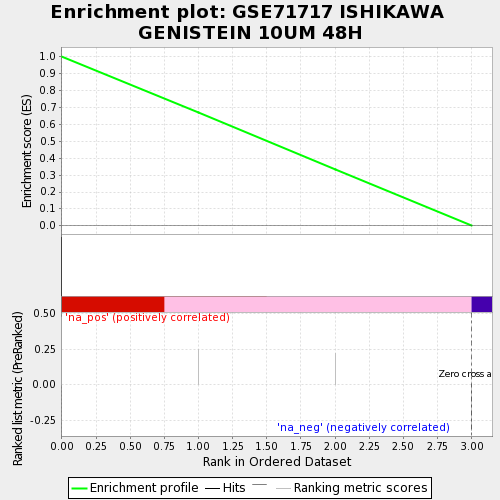 Enrichment plot: GSE71717 ISHIKAWA
GENISTEIN 10UM 48H
Enrichment score (ES)
1.0
0.9
0.8
0.7
0.6
0.5
0.4
0.3
0.2
0.1
0.0
'na_pos' (positively correlated)
Ranked list metric (PreRanked)
0.50
0.25
0.00
-0.25
Zero cross a
'na_neg' (negatively correlated)
0.00 0.25 0.50 0.75 1.00 1.25 1.50 1.75 2.00 2.25 2.50 2.75 3.00
Rank in Ordered Dataset
Enrichment profile Hits Ranking metric scores